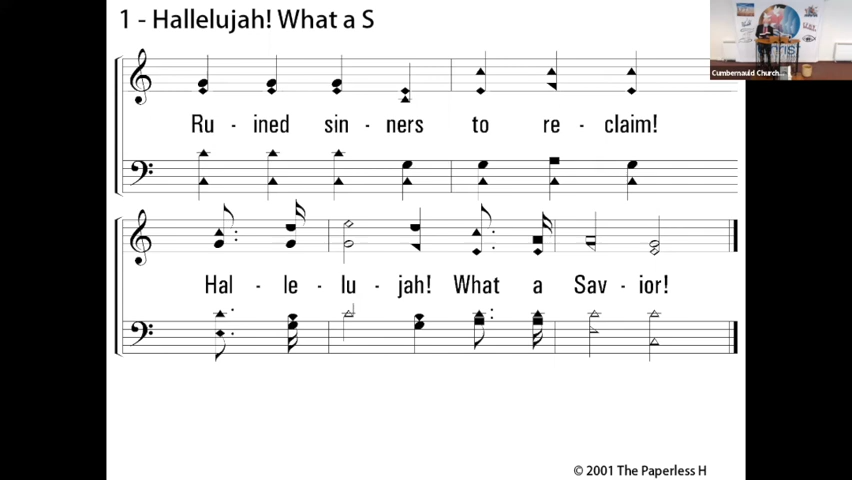 1 - Hallelujah! What a S
Cumbernauld Church...
Ru - ined sin - ners to re - claim!
Hal - le - lu - jah! What a Sav - ior!
© 2001 The Paperless H